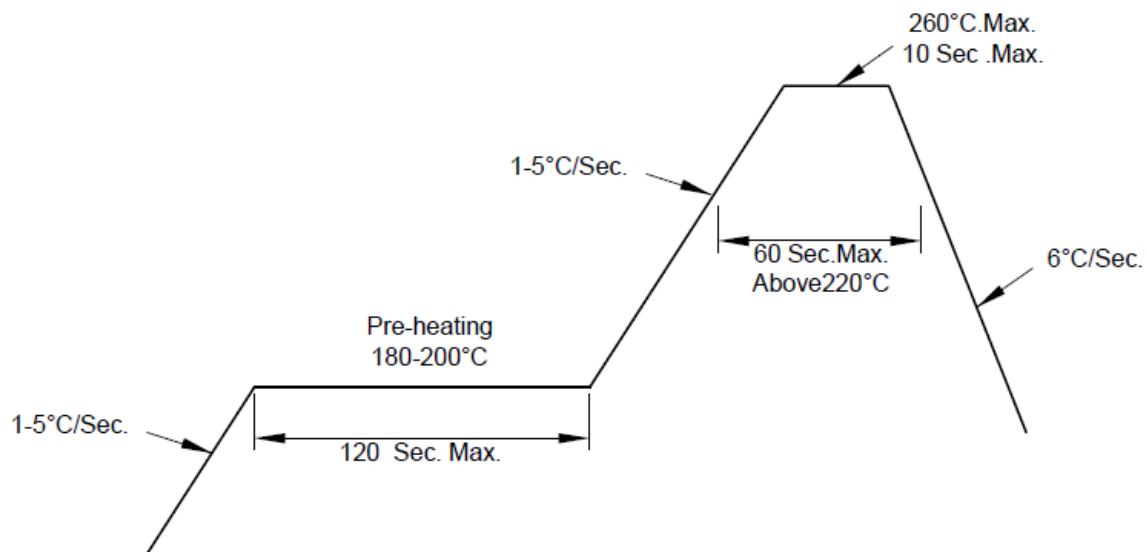 260°C.Max.
10 Sec .Max.
1-5°C/Sec.
60 Sec.Max.
Above220°C
6°C/Sec.
Pre-heating
180-200°C
1-5°C/Sec.
120 Sec. Max.